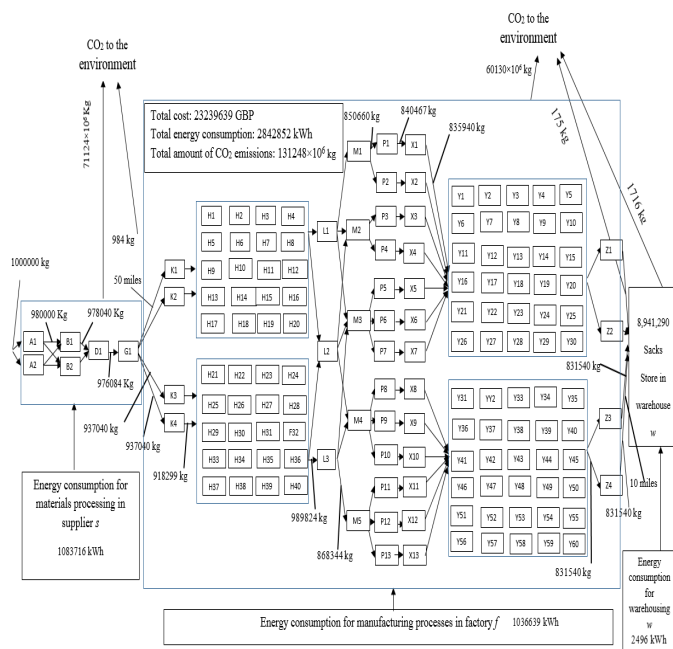 CO2 to the
environment
CO2 to the
environment
60130×10⁶ kg
71124×10⁶ Kg
984 kg
175 kg
1716 kg
Total cost: 23239639 GBP
Total energy consumption: 2842852 kWh
Total amount of CO2 emissions: 131248×10⁶ kg
850660 kg
840467 kg
835940 kg
1000000 kg
980000 Kg
978040 Kg
976084 Kg
50 miles
937040 kg
937040 kg
918299 kg
989824 kg
868344 kg
A1
A2
B1
B2
D1
G1
K1
K2
K3
K4
H1 H2 H3 H4
H5 H6 H7 H8
H9 H10 H11 H12
H13 H14 H15 H16
H17 H18 H19 H20
H21 H22 H23 H24
H25 H26 H27 H28
H29 H30 H31 F32
H33 H34 H35 H36
H37 H38 H39 H40
L1
L2
L3
M1
M2
M3
M4
M5
P1 X1
P2 X2
P3 X3
P4 X4
P5 X5
P6 X6
P7 X7
P8 X8
P9 X9
P10 X10
P11 X11
P12 X12
P13 X13
Y1 Y2 Y3 Y4 Y5
Y6 Y7 Y8 Y9 Y10
Y11 Y12 Y13 Y14 Y15
Y16 Y17 Y18 Y19 Y20
Y21 Y22 Y23 Y24 Y25
Y26 Y27 Y28 Y29 Y30
Y31 Y32 Y33 Y34 Y35
Y36 Y37 Y38 Y39 Y40
Y41 Y42 Y43 Y44 Y45
Y46 Y47 Y48 Y49 Y50
Y51 Y52 Y53 Y54 Y55
Y56 Y57 Y58 Y59 Y60
Z1
Z2
Z3
Z4
831540 kg
831540 kg
831540 kg
10 miles
8,941,290
Sacks
Store in
warehouse
w
Energy consumption for
materials processing in
supplier s
1083716 kWh
Energy consumption for manufacturing processes in factory f 1036639 kWh
Energy
consumption
for
warehousing
w
2496 kWh